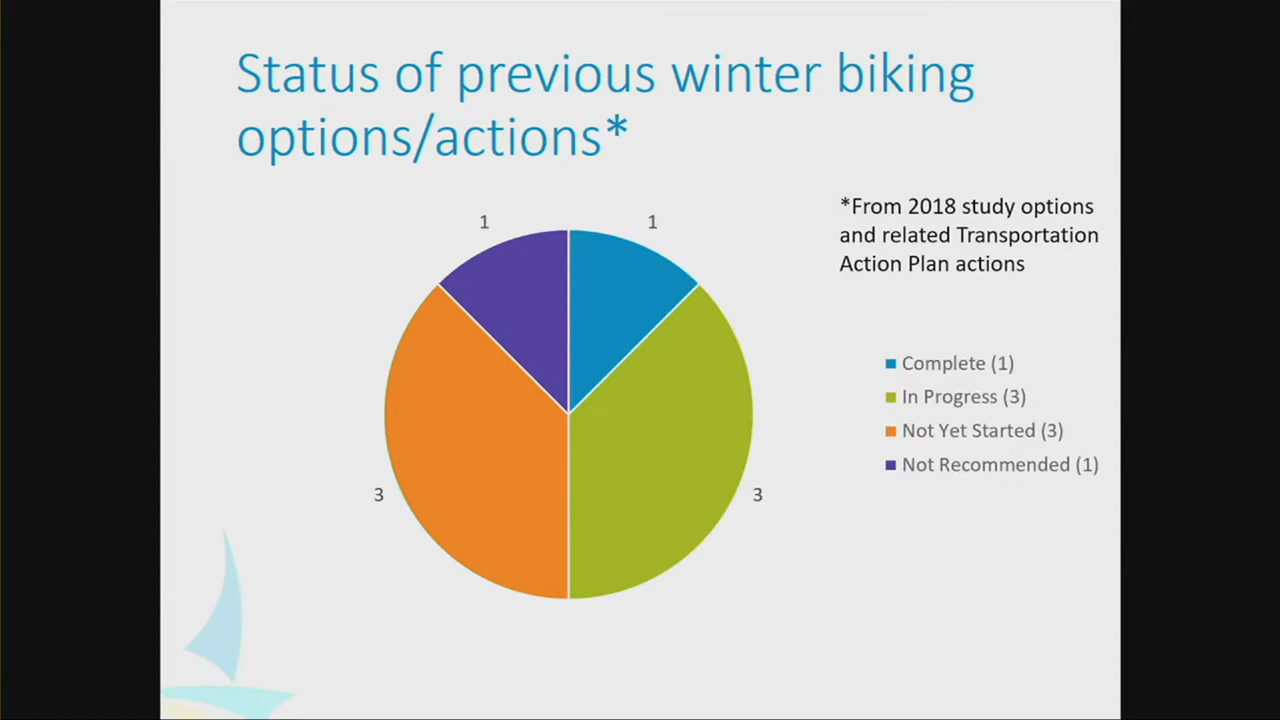 Status of previous winter biking
options/actions*
*From 2018 study options
and related Transportation
Action Plan actions
1
1
3
3
Complete (1)
In Progress (3)
Not Yet Started (3)
Not Recommended (1)